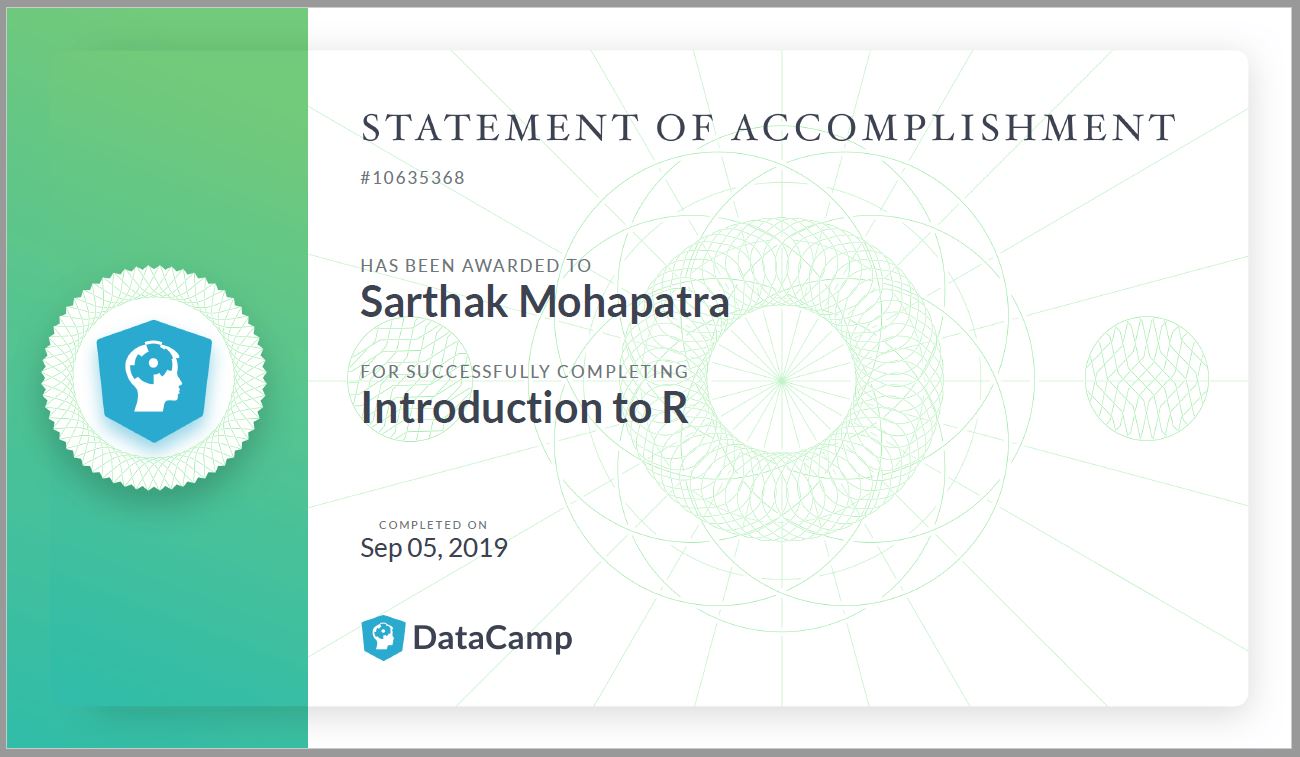 STATEMENT OF ACCOMPLISHMENT
#10635368
HAS BEEN AWARDED TO
Sarthak Mohapatra
FOR SUCCESSFULLY COMPLETING
Introduction to R
COMPLETED ON
Sep 05, 2019
DataCamp